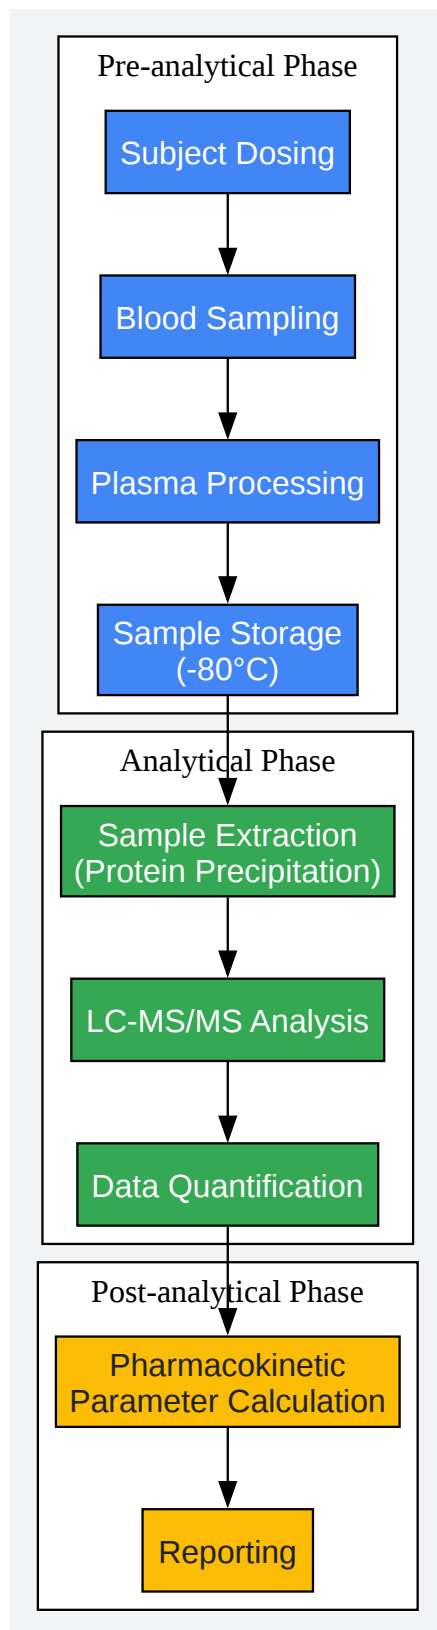 Pre-analytical Phase
Subject Dosing
Blood Sampling
Plasma Processing
Sample Storage
(-80°C)
Analytical Phase
Sample Extraction
(Protein Precipitation)
LC-MS/MS Analysis
Data Quantification
Post-analytical Phase
Pharmacokinetic
Parameter Calculation
Reporting